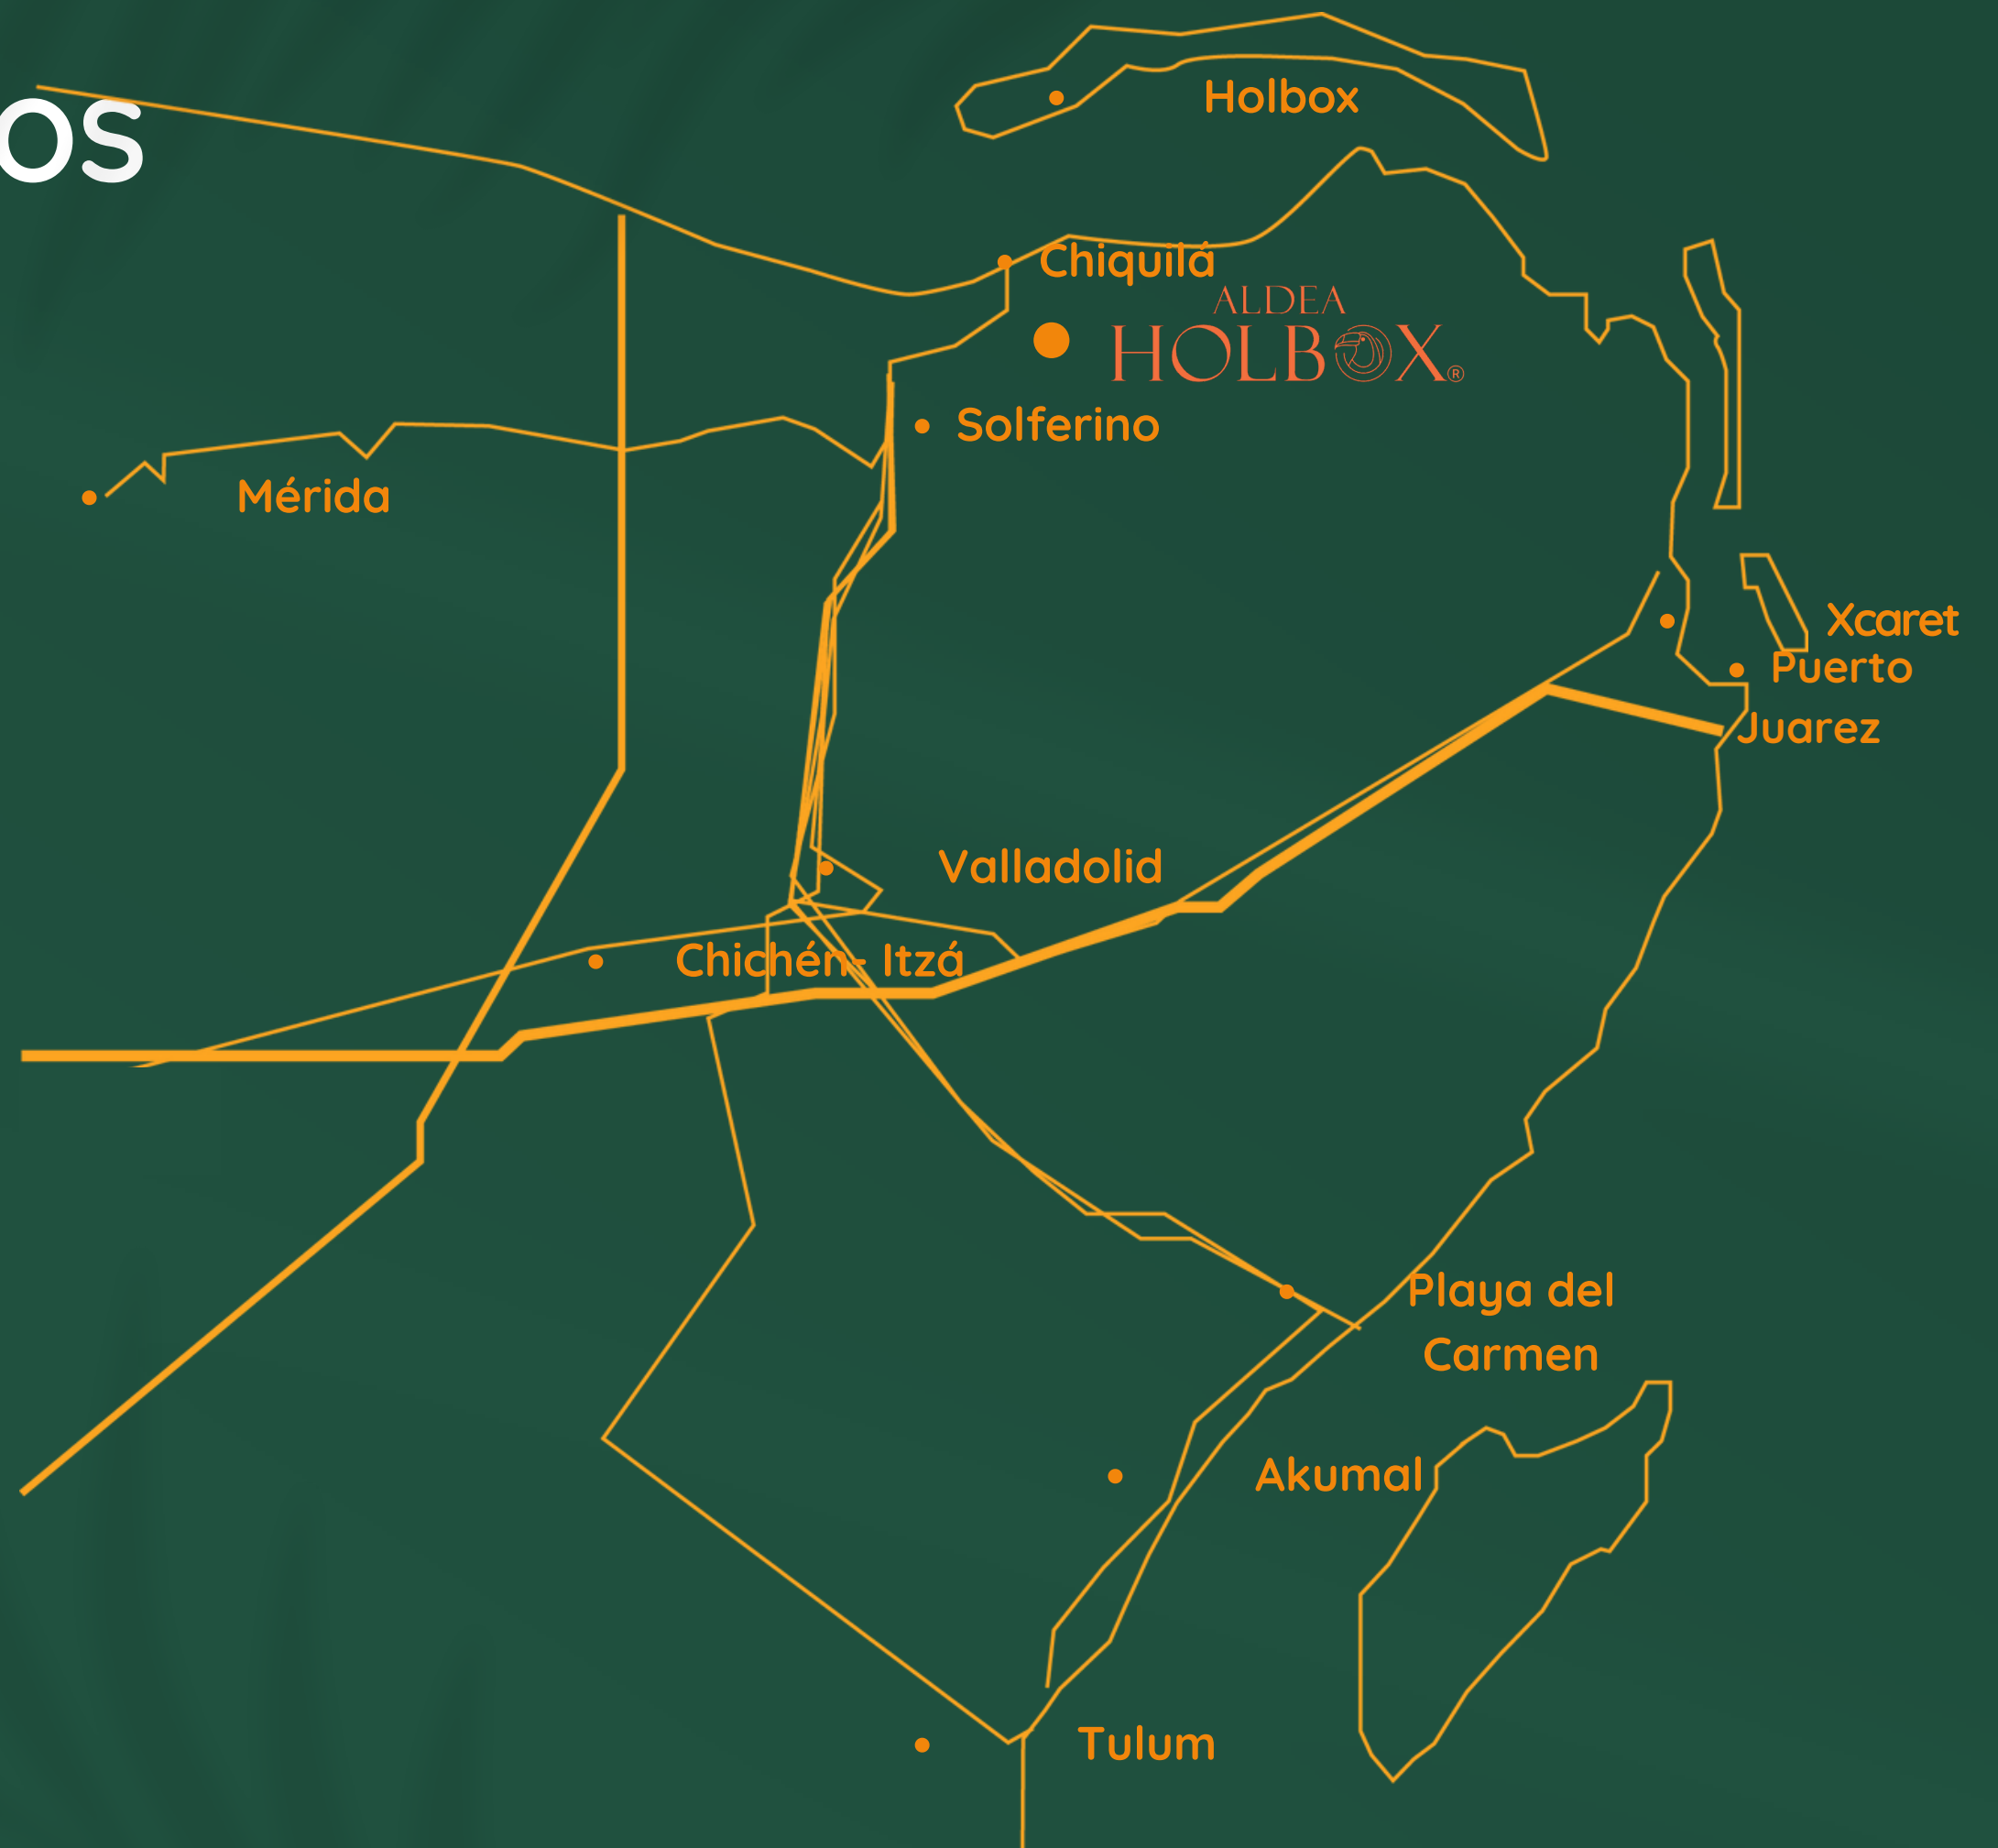 OS
Holbox
Chiquilá
ALDEA
HOLBOX®
Solferino
Mérida
Xcaret
Puerto
Juarez
Valladolid
Chichén- Itzá
Playa del
Carmen
Akumal
Tulum